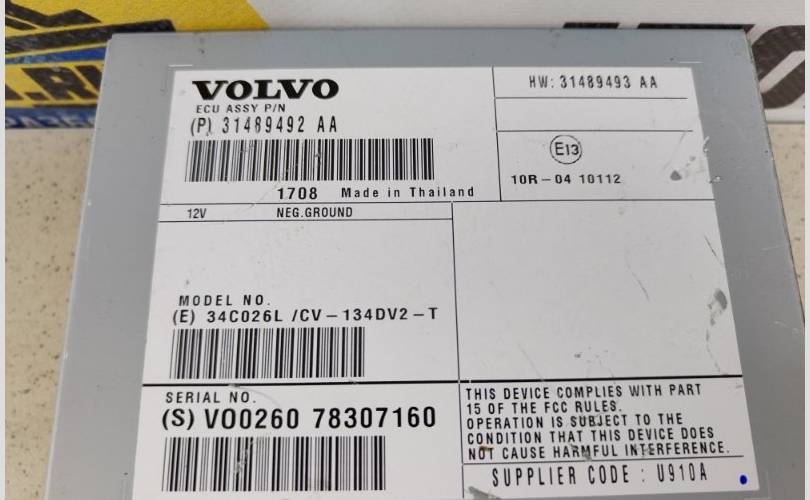 VOLVO
ECU ASSY P/N
(P) 31489492 AA
1708 Made in Thailand
HW: 31489493 AA
E13
10R-04 10112
12V NEG.GROUND
MODEL NO.
(E) 34C026L /CV-134DV2-T
SERIAL NO.
(S) V00260 78307160
THIS DEVICE COMPLIES WITH PART
15 OF THE FCC RULES.
OPERATION IS SUBJECT TO THE
CONDITION THAT THIS DEVICE DOES
NOT CAUSE HARMFUL INTERFERENCE.
SUPPLIER CODE : U910A